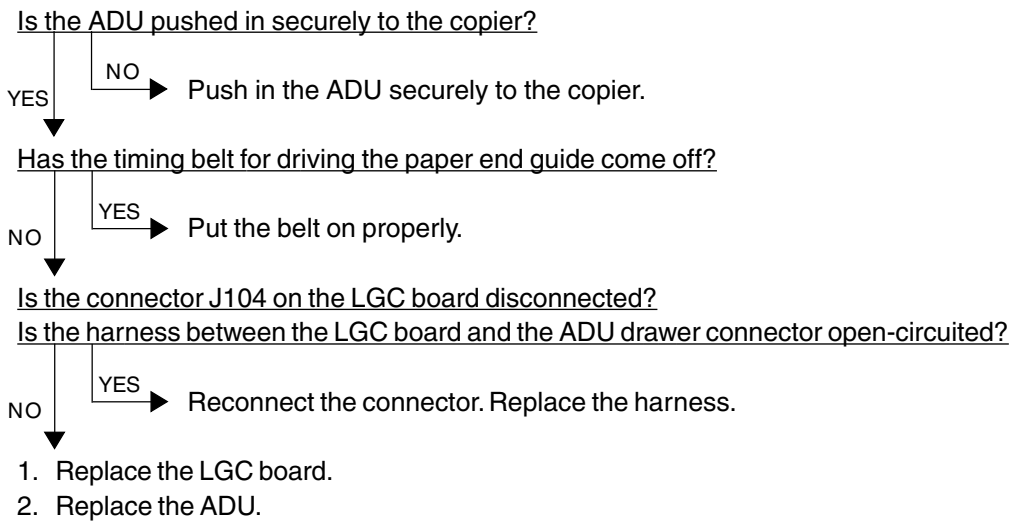 Is the ADU pushed in securely to the copier?
NO
Push in the ADU securely to the copier.
YES
Has the timing belt for driving the paper end guide come off?
YES
Put the belt on properly.
NO
Is the connector J104 on the LGC board disconnected?
Is the harness between the LGC board and the ADU drawer connector open-circuited?
YES
Reconnect the connector. Replace the harness.
NO
1. Replace the LGC board.
2. Replace the ADU.